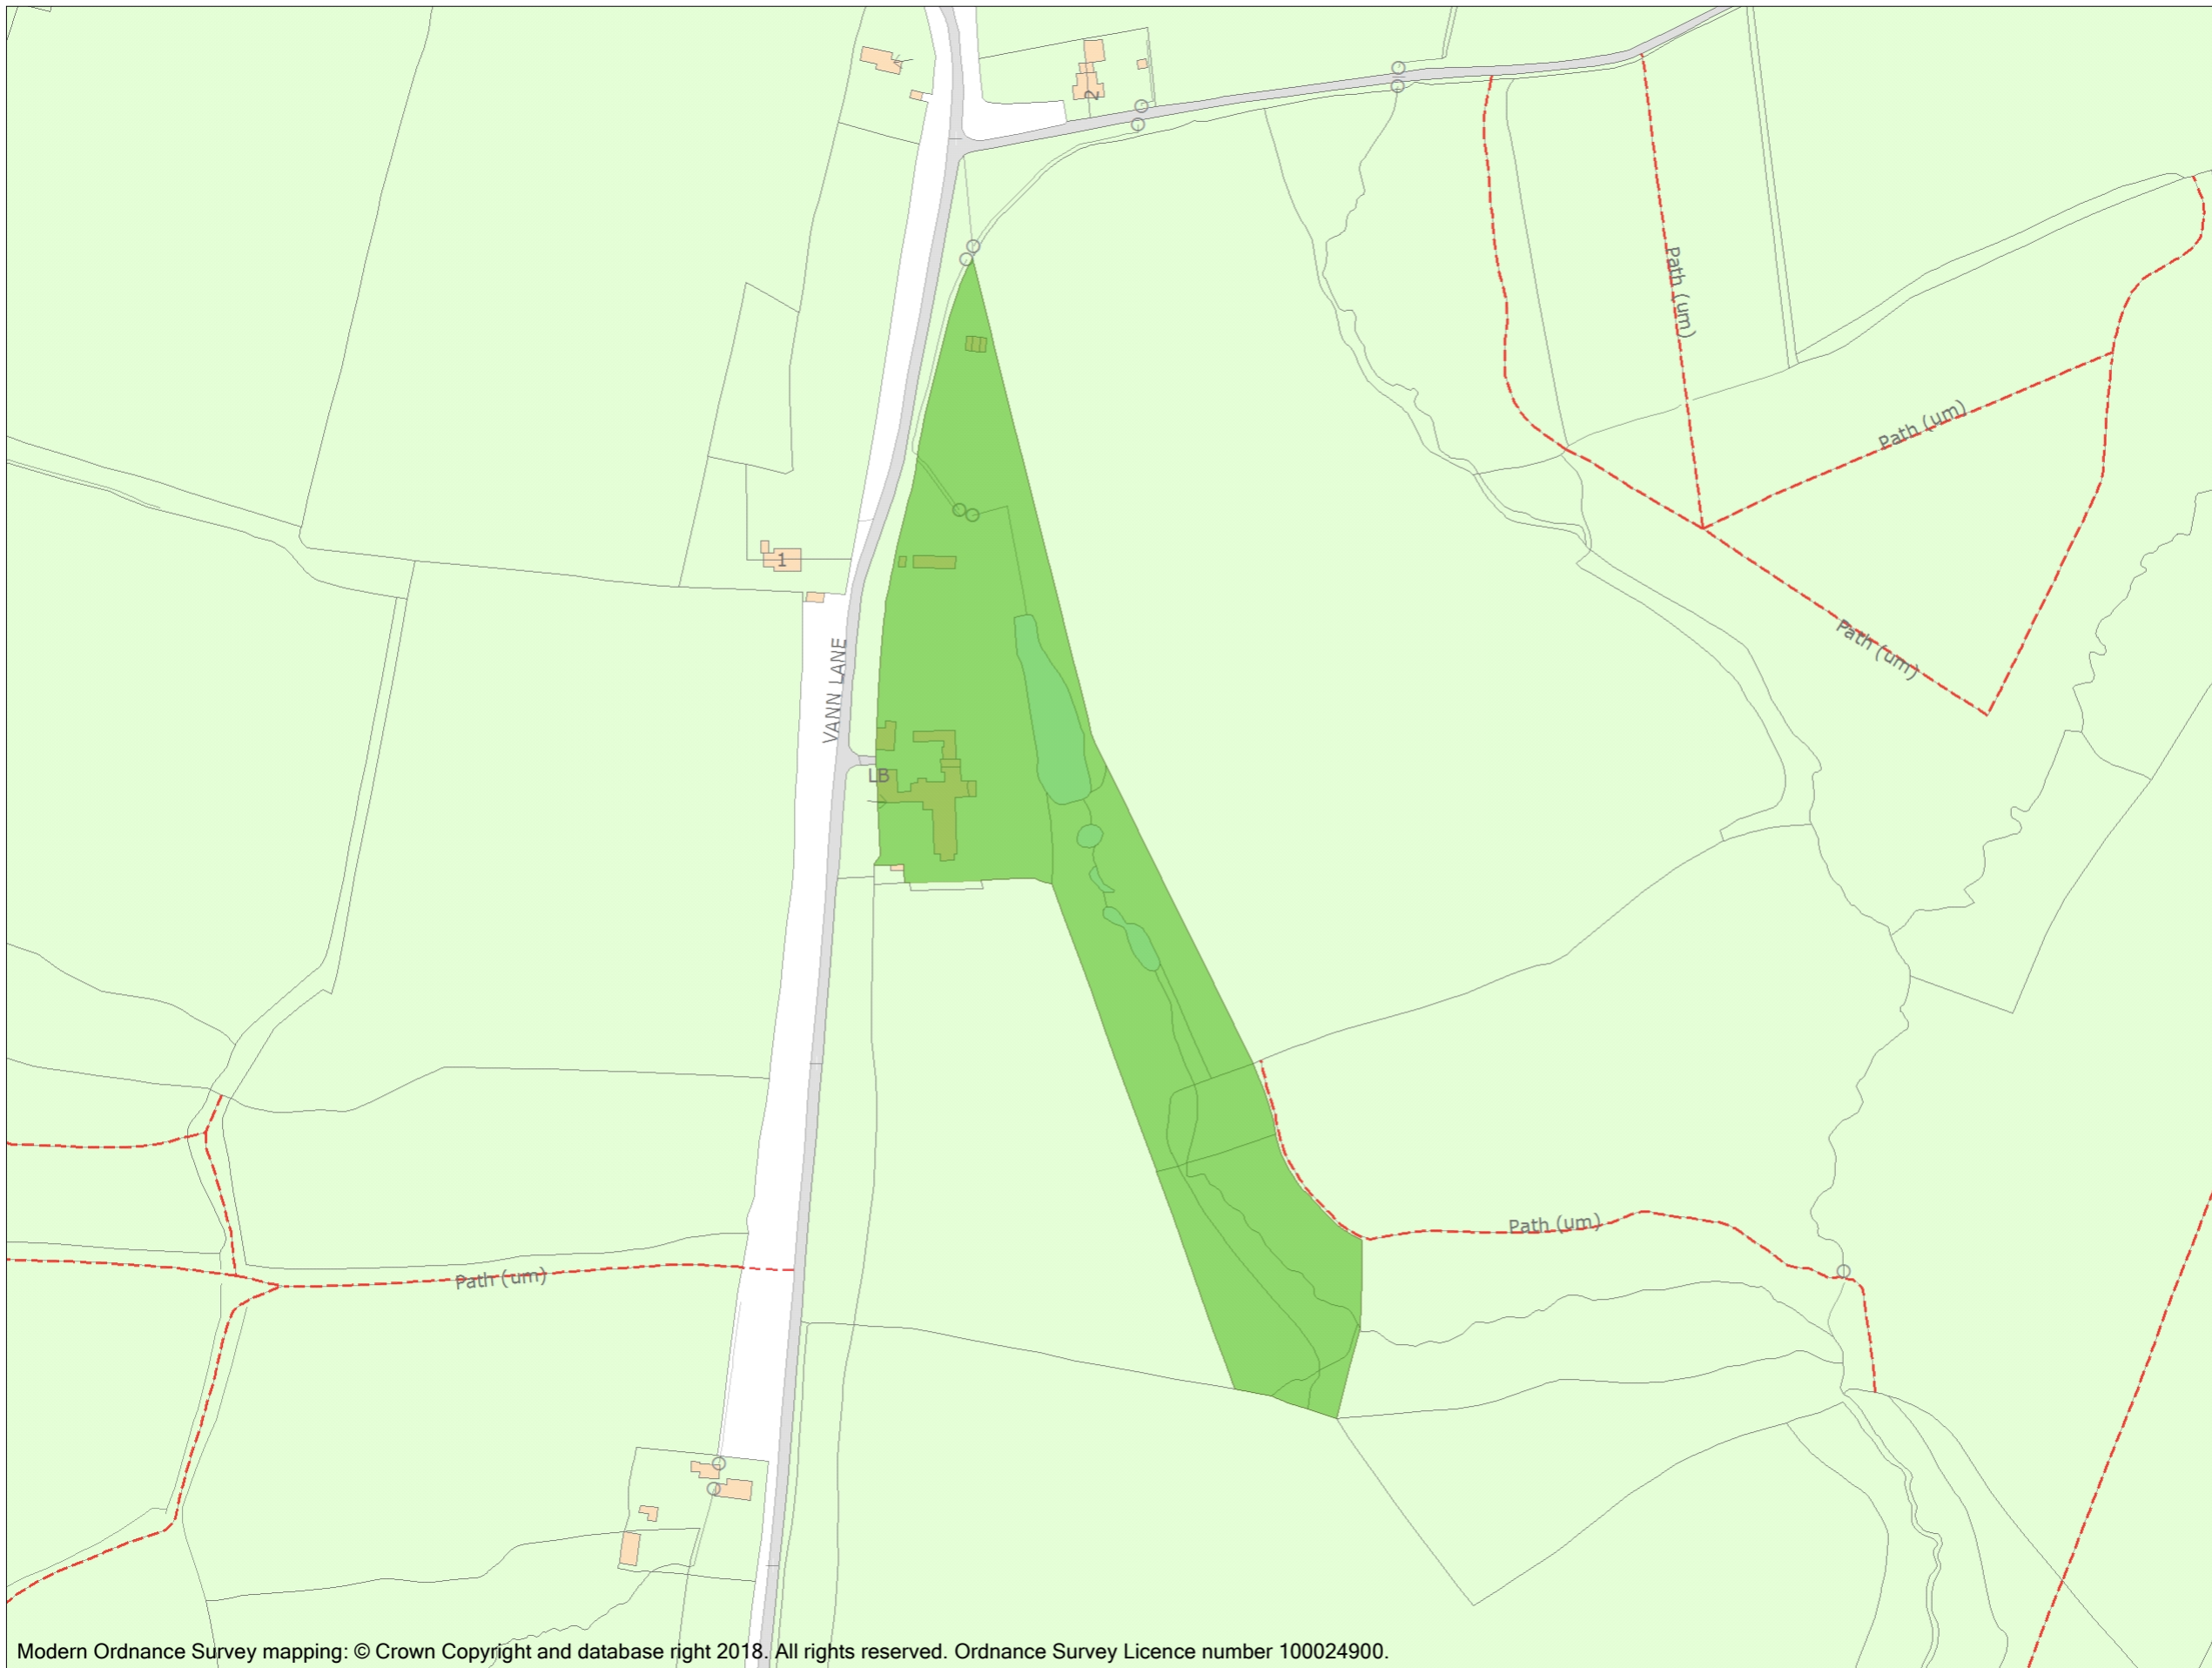 2
Path (um)
Path (um)
1
Path (um)
VANN LANE
LB
Path (um)
Path (um)
Modern Ordnance Survey mapping: © Crown Copyright and database right 2018. All rights reserved. Ordnance Survey Licence number 100024900.